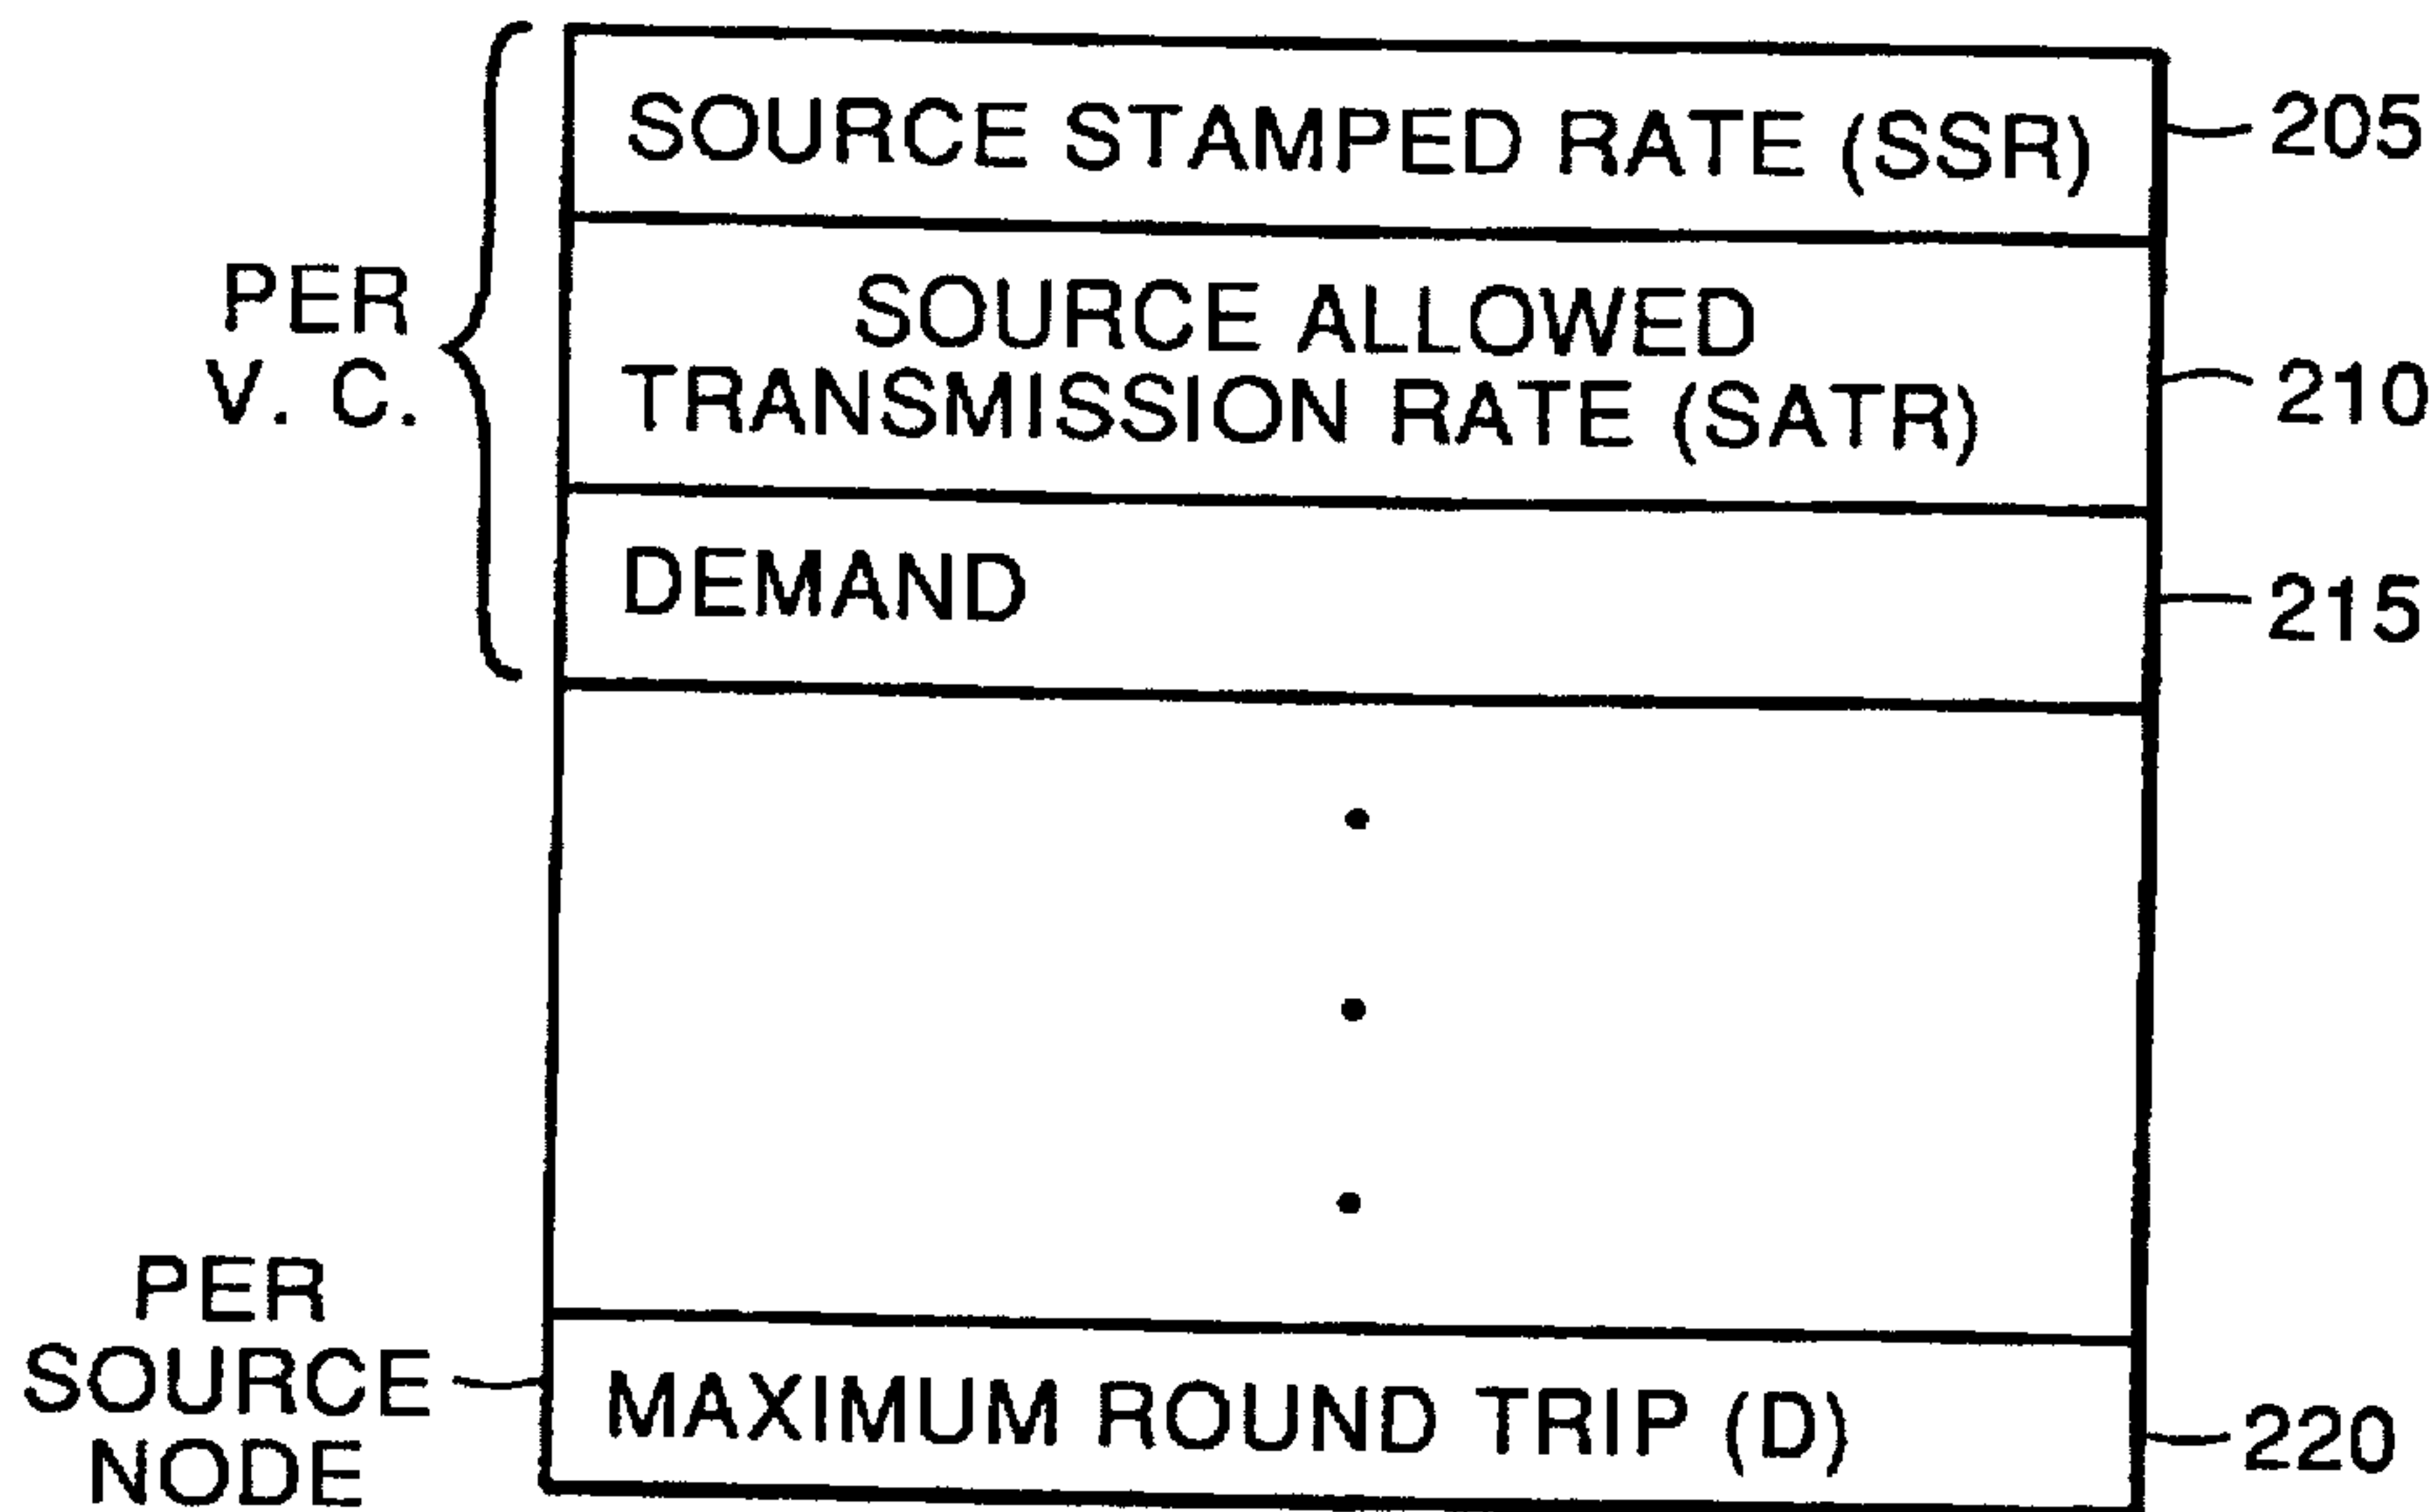 SOURCE STAMPED RATE (SSR)
205
PER
V. C.
SOURCE ALLOWED
TRANSMISSION RATE (SATR)
210
DEMAND
215
PER
SOURCE
NODE
MAXIMUM ROUND TRIP (D)
220